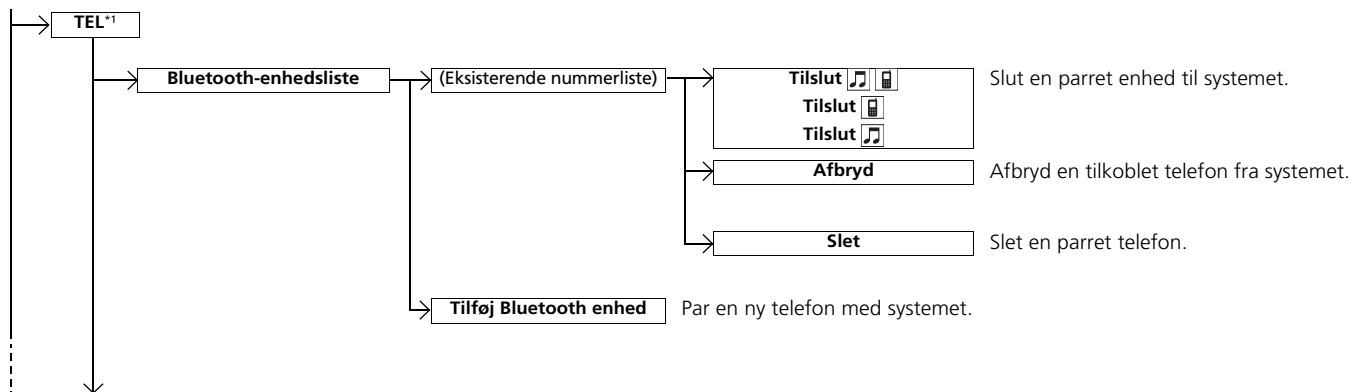 TEL*1
Bluetooth-enhedsliste
(Eksisterende nummerliste)
Tilslut
Slut en parret enhed til systemet.
Tilslut
Tilslut
Afbryd
Afbryd en tilkoblet telefon fra systemet.
Slet
Slet en parret telefon.
Tilføj Bluetooth enhed
Par en ny telefon med systemet.